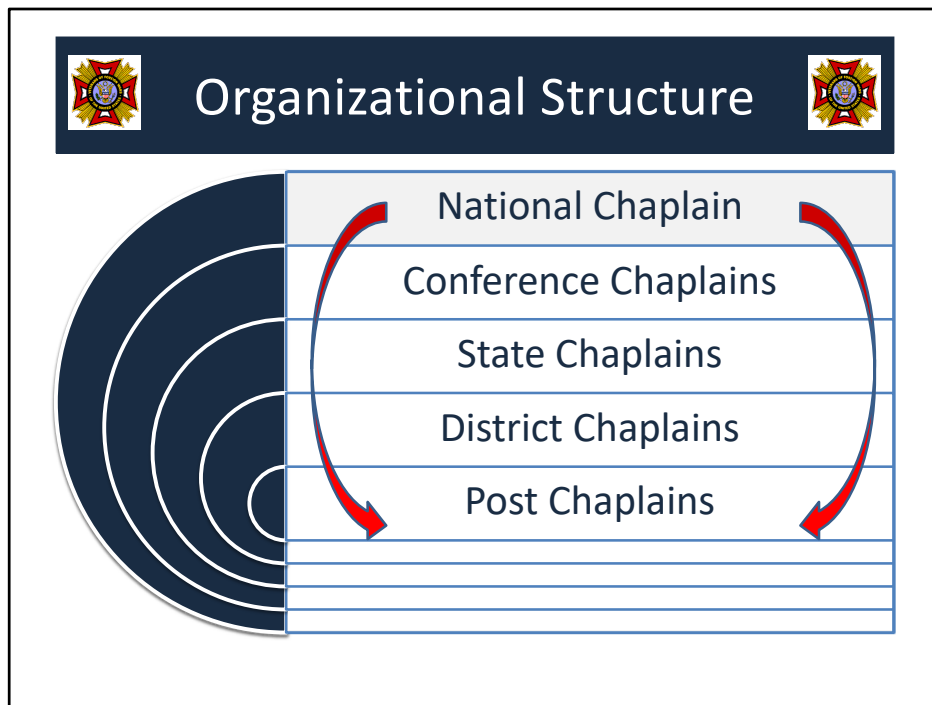 Organizational Structure
National Chaplain
Conference Chaplains
State Chaplains
District Chaplains
Post Chaplains